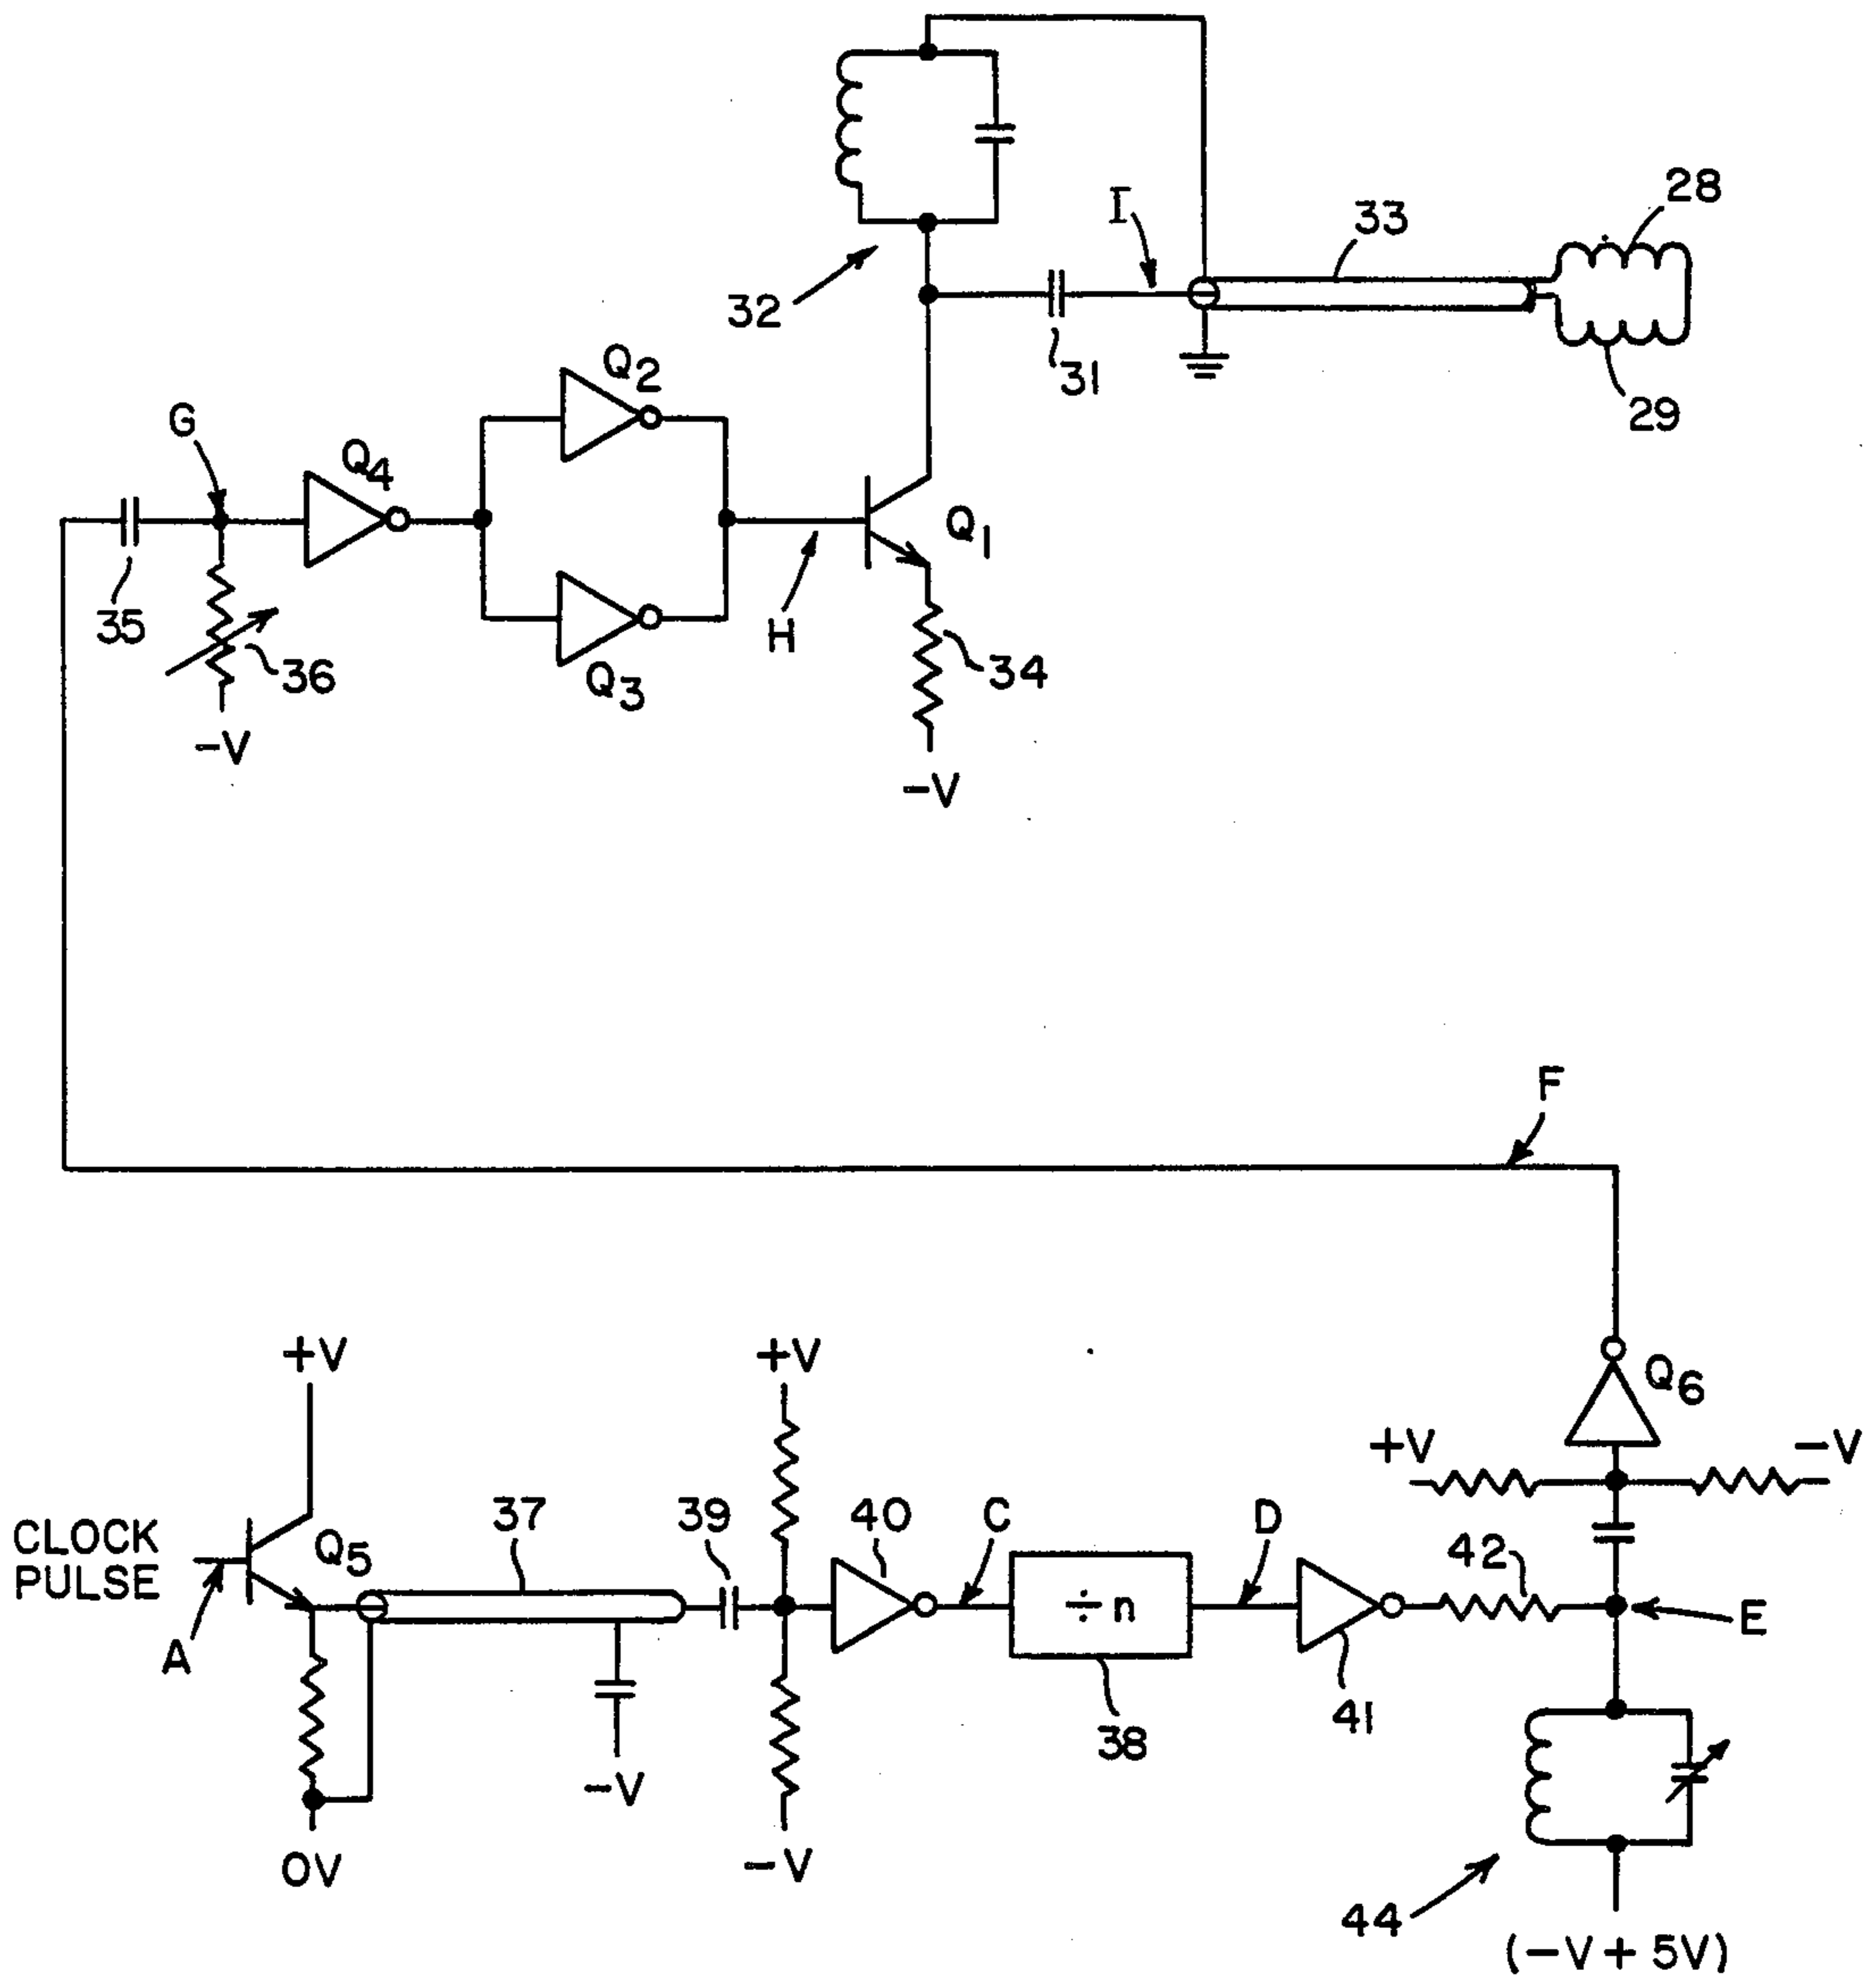 28
I
33
32
31
29
Q2
G
Q4
Q1
35
H
34
36
Q3
-V
-V
F
+V
+V
Q6
+V
-V
CLOCK
PULSE
Q5
37
39
40
C
D
42
÷n
E
A
41
38
-V
0V
-V
44
(-V + 5V)